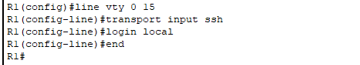 R1(config)#line vty 0 15
R1(config-line)#transport input ssh
R1(config-line)#login local
R1(config-line)#end
R1#